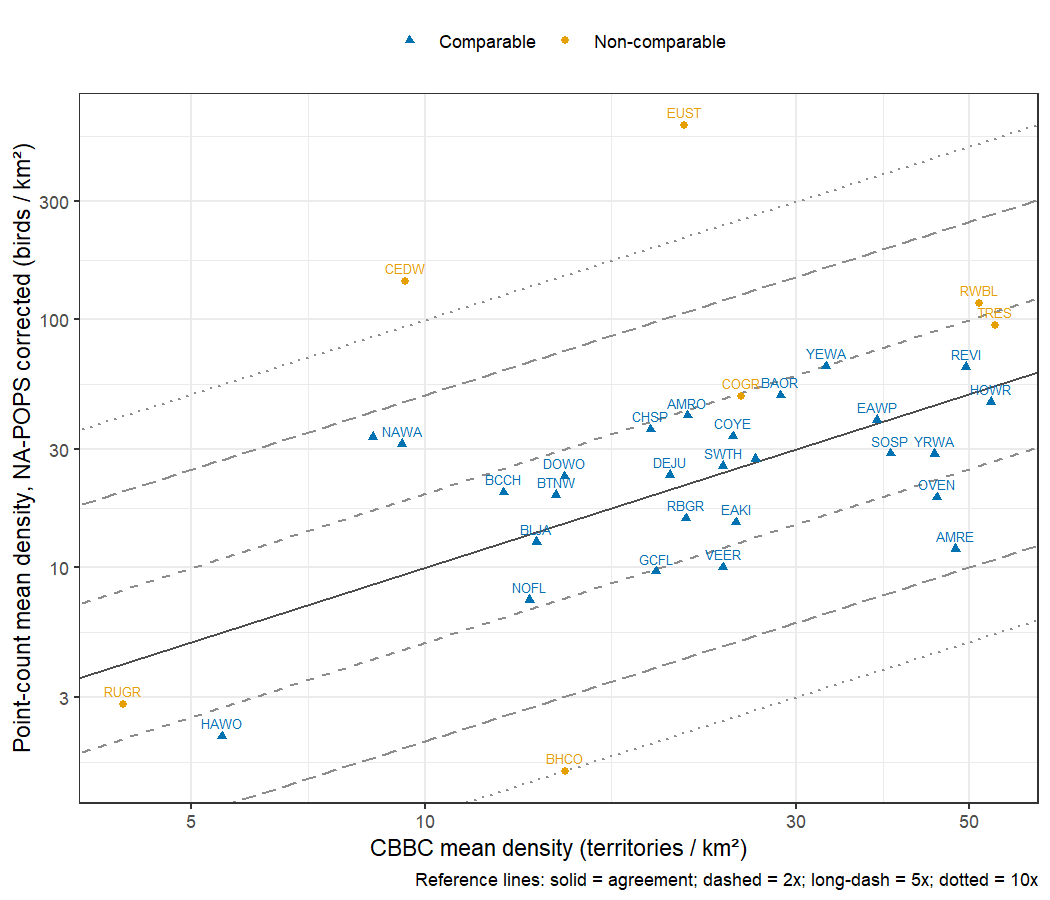 Comparable Non-comparable
EUST
CEDW
RWBL
TRES
YEWA
REVI
COGR
BAOR
HOWR
AMRO
CHSP
EAWP
COYE
NAWA
SOSP
YRWA
SWTH
DOWO
DEJU
BCCH
BTNW
OVEN
RBGR
EAKI
BLJA
AMRE
GCFL
VEER
NOFL
RUGR
HAWO
BHCO
300
100
30
10
3
5 10 30 50
Point-count mean density, NA-POPS corrected (birds / km²)
CBBC mean density (territories / km²)
Reference lines: solid = agreement; dashed = 2x; long-dash = 5x; dotted = 10x